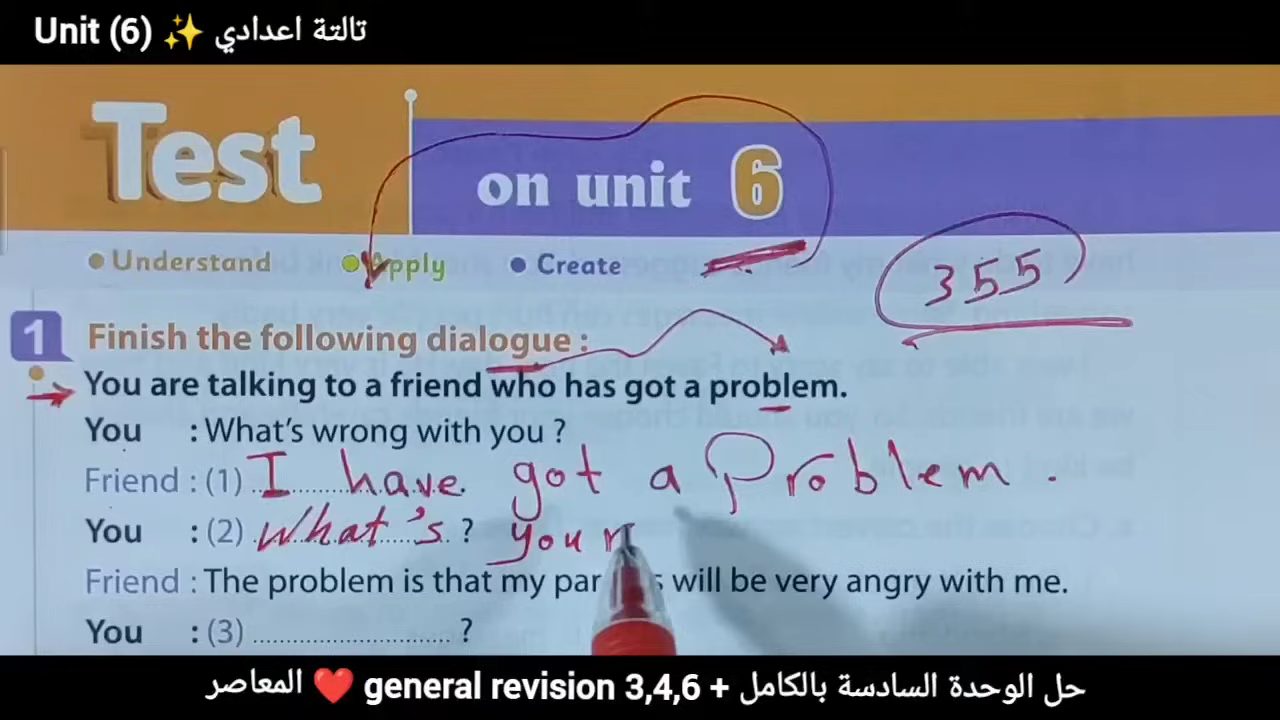 Unit (6) ✨ تالتة اعدادي
Test
on unit 6
Understand
Apply
Create
355
1 Finish the following dialogue :
You are talking to a friend who has got a problem.
You : What's wrong with you ?
Friend : (1) I have got a Problem .
You : (2) What's ? your
Friend : The problem is that my par s will be very angry with me.
You : (3) ........................... ?
حل الوحدة السادسة بالكامل + general revision 3,4,6 ❤️ المعاصر